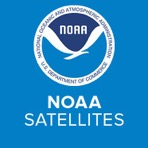 NATIONAL OCEANIC AND ATMOSPHERIC ADMINISTRATION
NOAA
U.S. DEPARTMENT OF COMMERCE
NOAA
SATELLITES